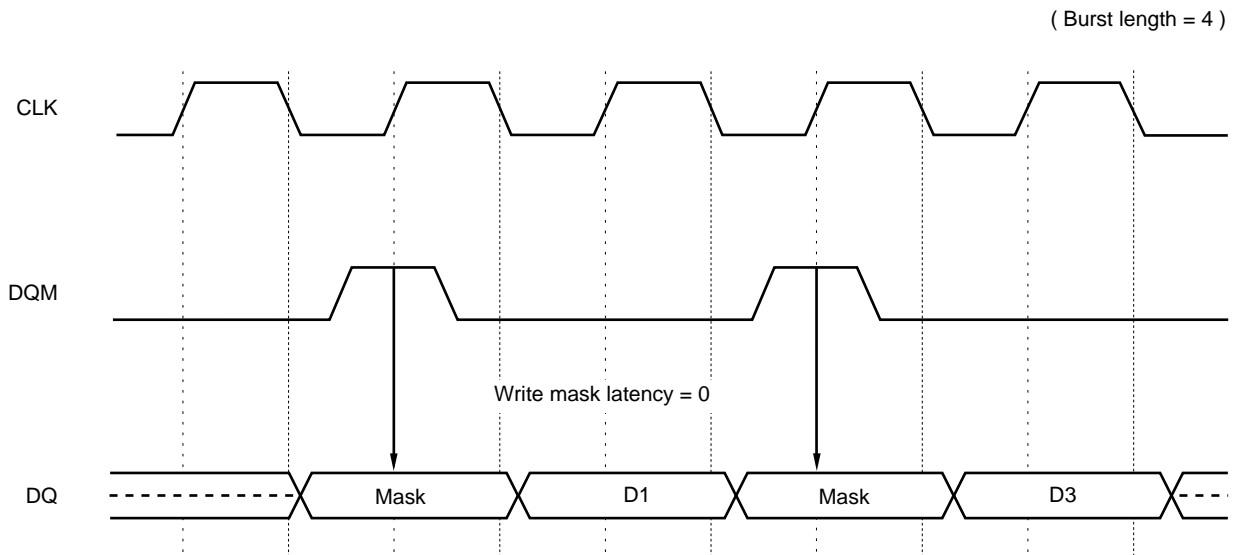 ( Burst length = 4 )
CLK
DQM
Write mask latency = 0
DQ Mask D1 Mask D3